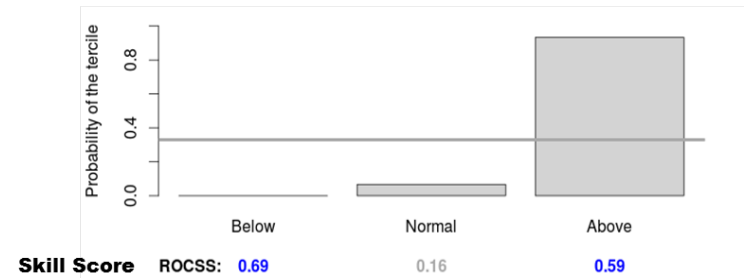 Probability of the tercile
0.8
0.4
0.0
Below Normal Above
Skill Score ROCSS: 0.69 0.16 0.59